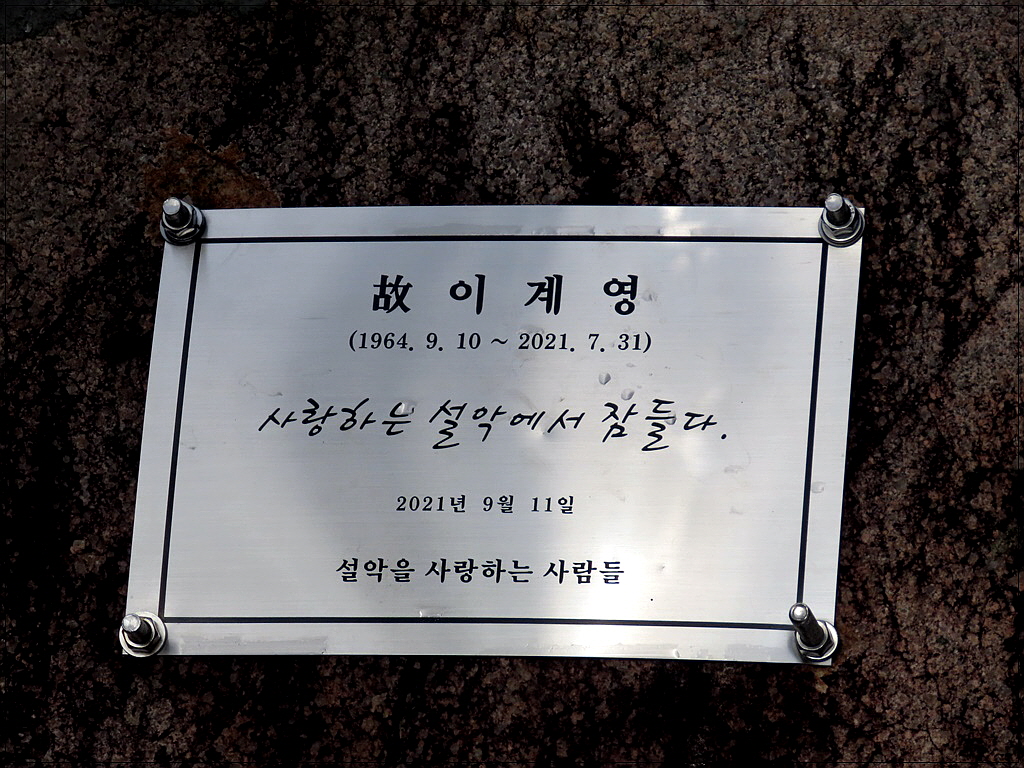 故 이 계 영
(1964. 9. 10 ~ 2021. 7. 31)
사랑하는 설악에서 잠들다.
2021년 9월 11일
설악을 사랑하는 사람들